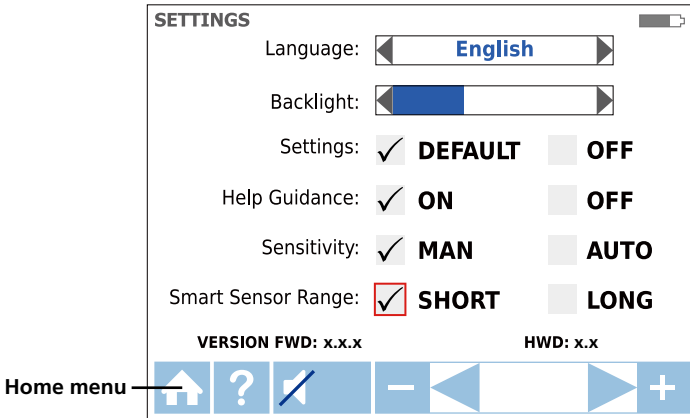 SETTINGS
Language: English
Backlight:
Settings: DEFAULT OFF
Help Guidance: ON OFF
Sensitivity: MAN AUTO
Smart Sensor Range: SHORT LONG
VERSION FWD: x.x.x HWD: x.x
Home menu ? - +